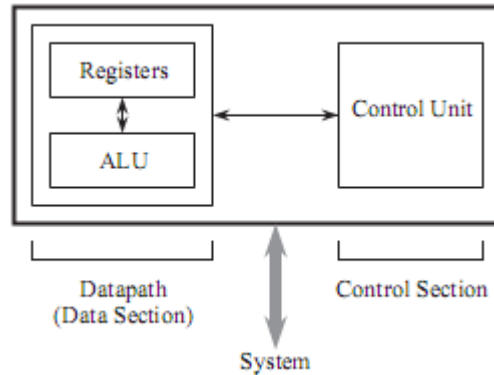 Registers
ALU
Control Unit
Datapath
(Data Section)
Control Section
System